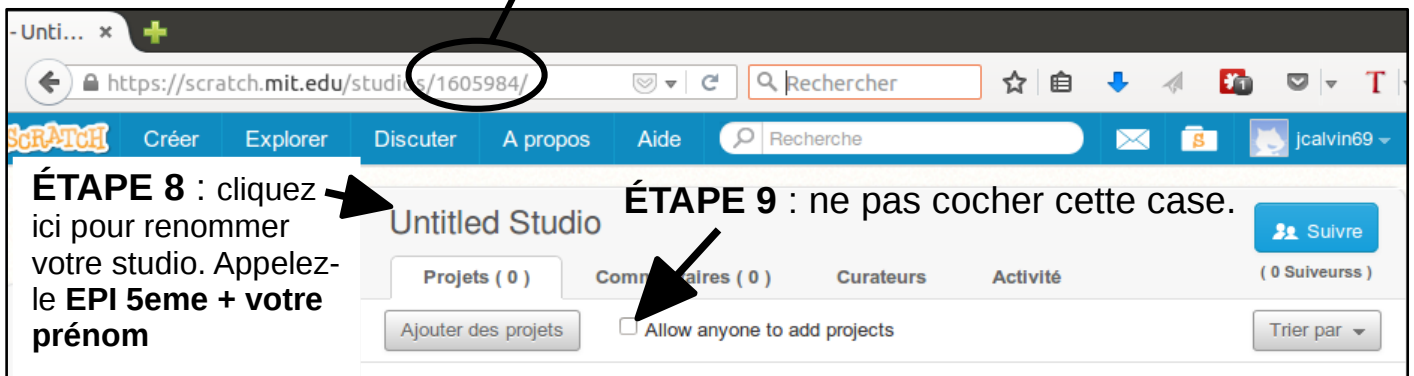 - Unti... ×
https://scratch.mit.edu/studios/1605984/ Rechercher 1 T
SCRATCH Créer Explorer Discuter A propos Aide Recherche S jcalvin69
ÉTAPE 8 : cliquez
ici pour renommer
votre studio. Appelez-
le EPI 5eme + votre
prénom
Untitled Studio
ÉTAPE 9 : ne pas cocher cette case.
Suivre
Projets ( 0 ) Commentaires ( 0 ) Curateurs Activité
( 0 Suiveurss )
Ajouter des projets Allow anyone to add projects Trier par